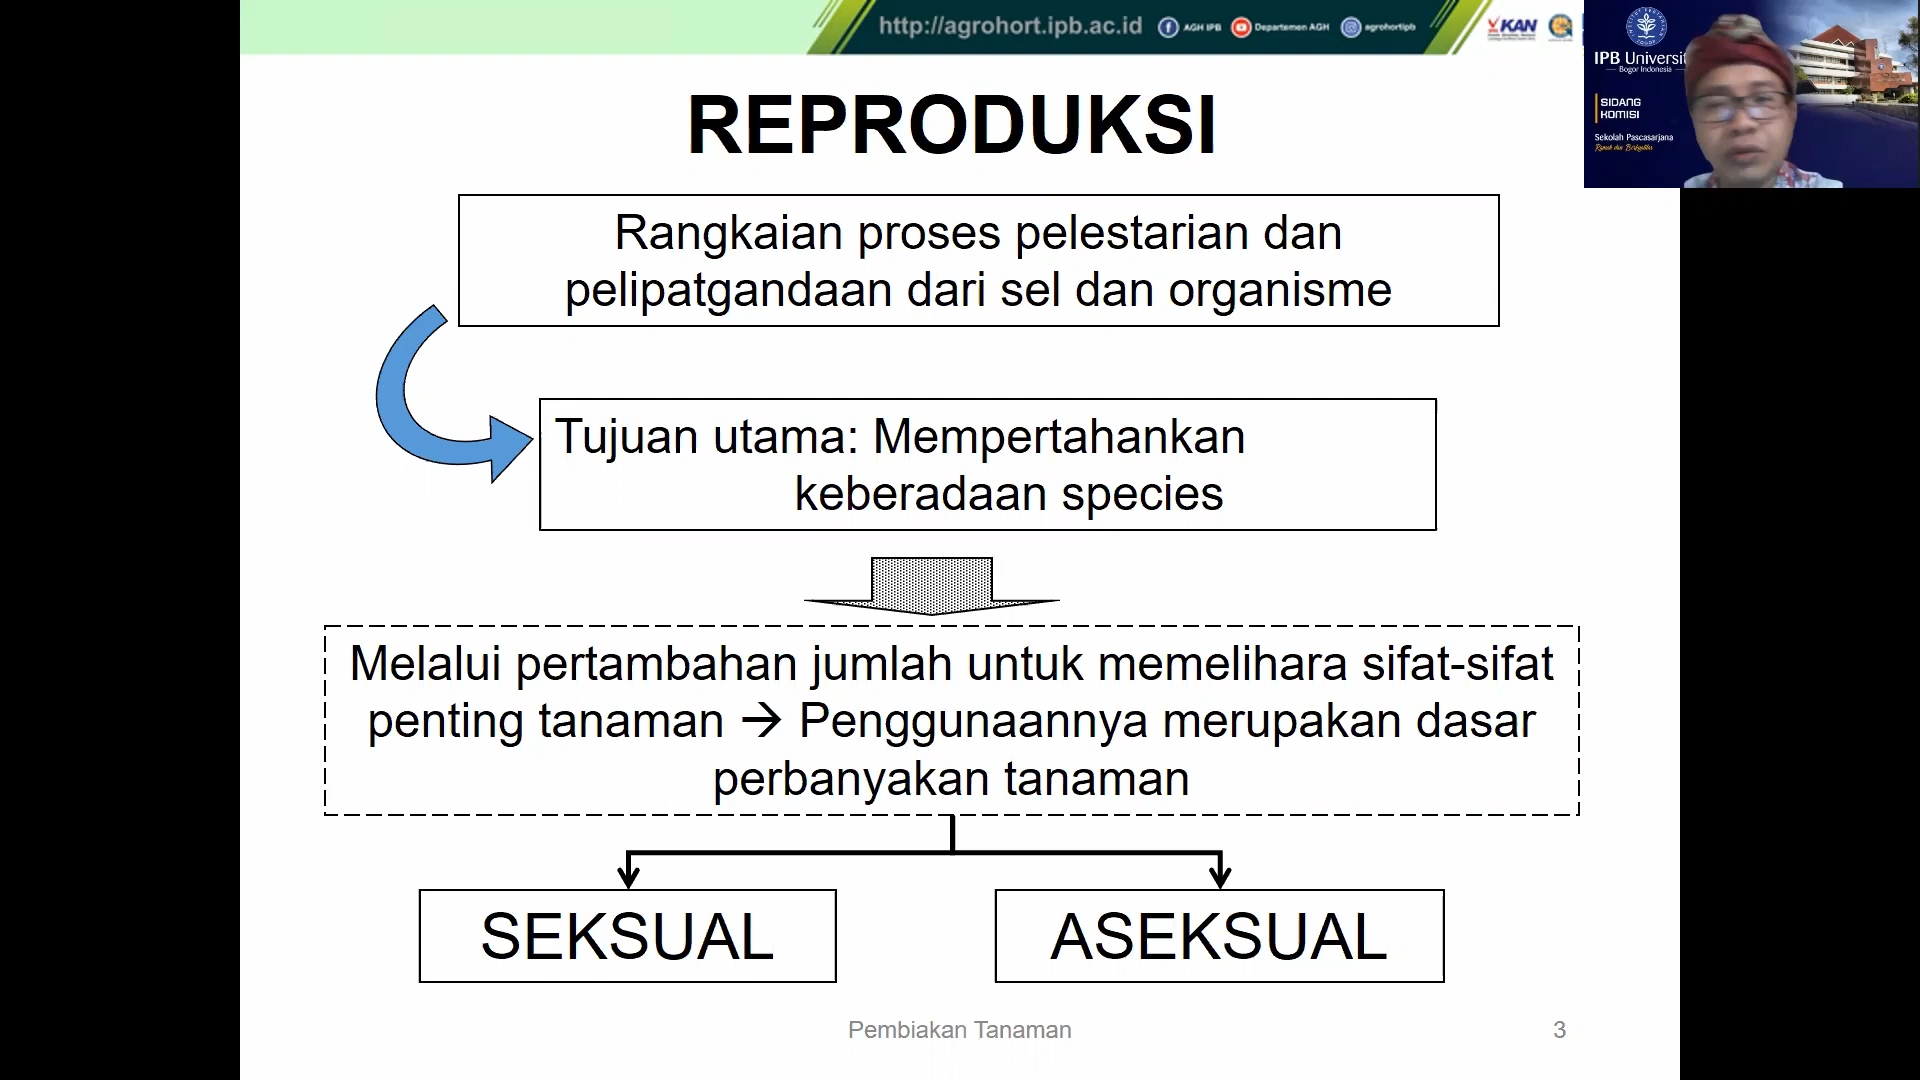 http://agrohort.ipb.ac.id AGH IPB Departemen AGH agrohortipb
KAN
IPB Universit
Bogor Indonesia
SIDANG
KOMISI
Sekolah Pascasarjana
REPRODUKSI
Rangkaian proses pelestarian dan
pelipatgandaan dari sel dan organisme
Tujuan utama: Mempertahankan
keberadaan species
Melalui pertambahan jumlah untuk memelihara sifat-sifat
penting tanaman → Penggunaannya merupakan dasar
perbanyakan tanaman
SEKSUAL
ASEKSUAL
Pembiakan Tanaman
3